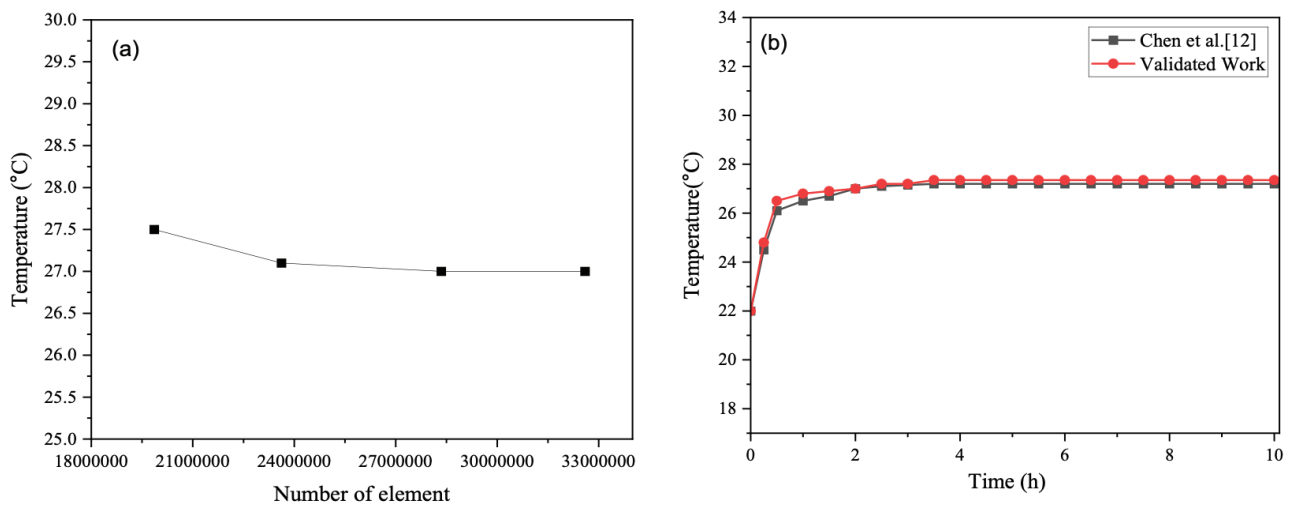 (a)
30.0
29.5
29.0
28.5
28.0
27.5
27.0
26.5
26.0
25.5
25.0
Temperature (°C)
18000000 21000000 24000000 27000000 30000000 33000000
Number of element
(b)
Chen et al.[12]
Validated Work
34
32
30
28
26
24
22
20
18
Temperature(°C)
0 2 4 6 8 10
Time (h)